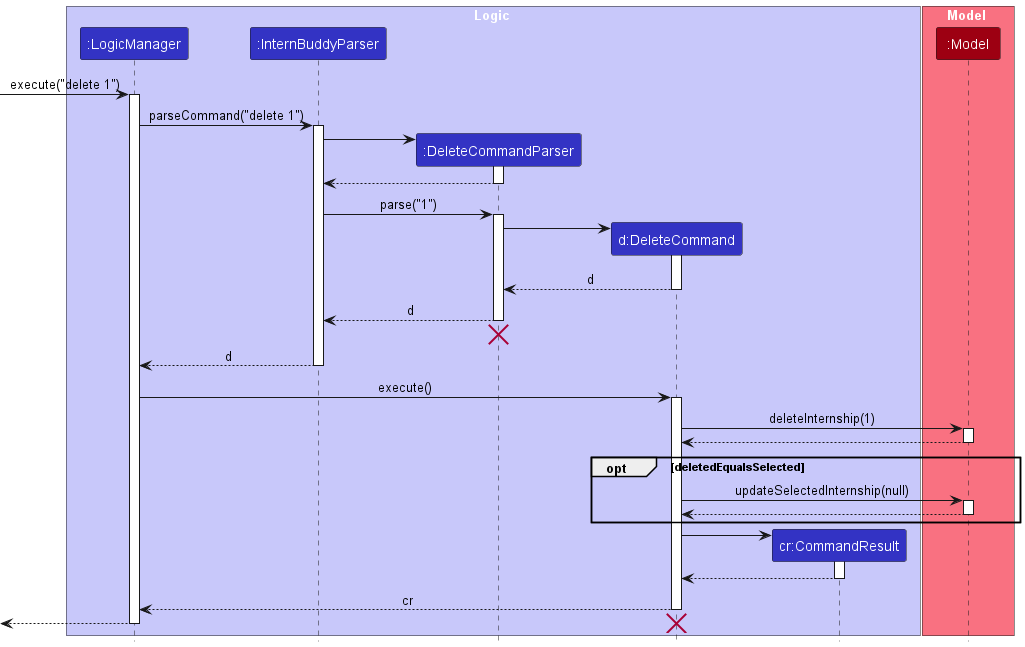 Logic
Model
:LogicManager
:InternBuddyParser
:Model
execute("delete 1")
parseCommand("delete 1")
:DeleteCommandParser
parse("1")
d:DeleteCommand
d
d
d
execute()
deleteInternship(1)
opt
[deletedEqualsSelected]
updateSelectedInternship(null)
cr:CommandResult
cr